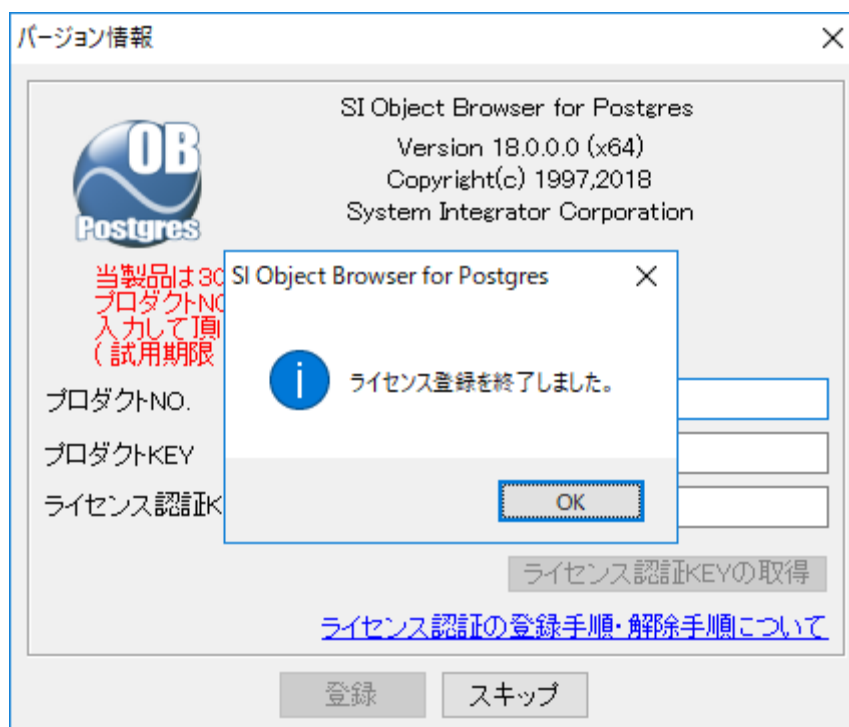 バージョン情報
OB
Postgres
SI Object Browser for Postgres
Version 18.0.0.0 (x64)
Copyright(c) 1997,2018
System Integrator Corporation
当製品は30
プロダクトNO
入力して頂
(試用期限
SI Object Browser for Postgres
ライセンス登録を終了しました。
OK
プロダクトNO.
プロダクトKEY
ライセンス認証K
ライセンス認証KEYの取得
ライセンス認証の登録手順・解除手順について
登録
スキップ